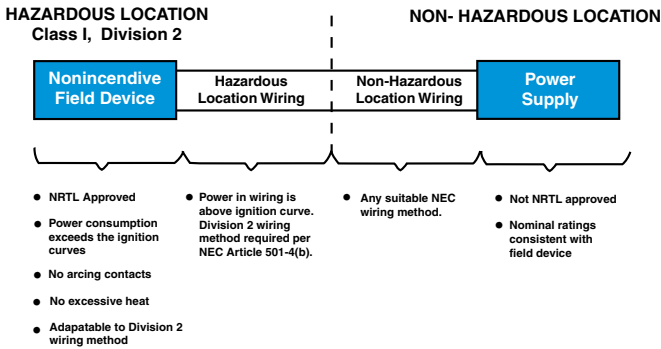 HAZARDOUS LOCATION
Class I, Division 2
NON- HAZARDOUS LOCATION
Nonincendive
Field Device
Hazardous
Location Wiring
Non-Hazardous
Location Wiring
Power
Supply
● NRTL Approved
● Power consumption
exceeds the ignition
curves
● No arcing contacts
● No excessive heat
● Adapatable to Division 2
wiring method
● Power in wiring is
above ignition curve.
Division 2 wiring
method required per
NEC Article 501-4(b).
● Any suitable NEC
wiring method.
● Not NRTL approved
● Nominal ratings
consistent with
field device